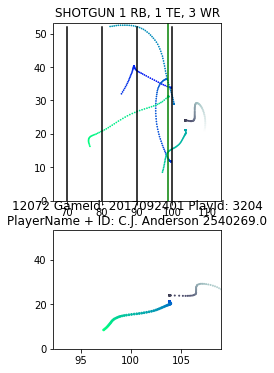 SHOTGUN 1 RB, 1 TE, 3 WR
50
40
30
20
10
0
70 80 90 100 110
12072 GameId: 2017092401 PlayId: 3204
PlayerName + ID: C.J. Anderson 2540269.0
40
20
0
95 100 105